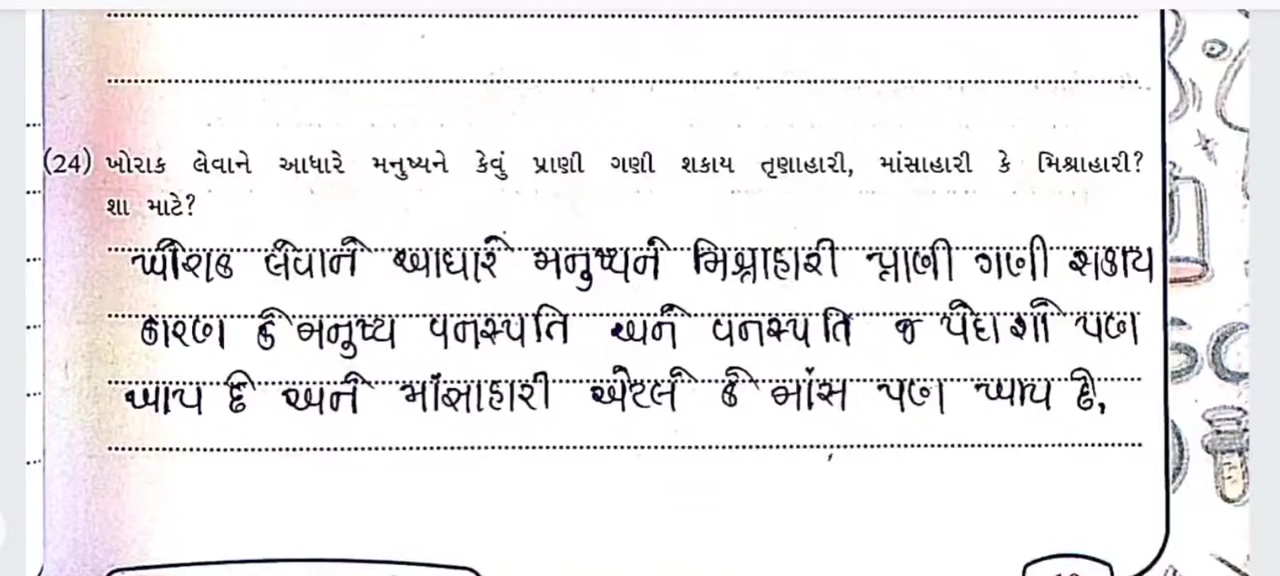 (24) ખોરાક લેવાને આધારે મનુષ્યને કેવું પ્રાણી ગણી શકાય તૃણાહારી, માંસાહારી કે મિશ્રાહારી?
શા માટે?
ખોરાક લેવાને આધારે મનુષ્યને મિશ્રાહારી પ્રાણી ગણી શકાય
કારણ કે મનુષ્ય વનસ્પતિ અને વનસ્પતિ જ પેદાશો પણ
ખાય છે અને માંસાહારી એટલે કે માંસ પણ ખાય છે,